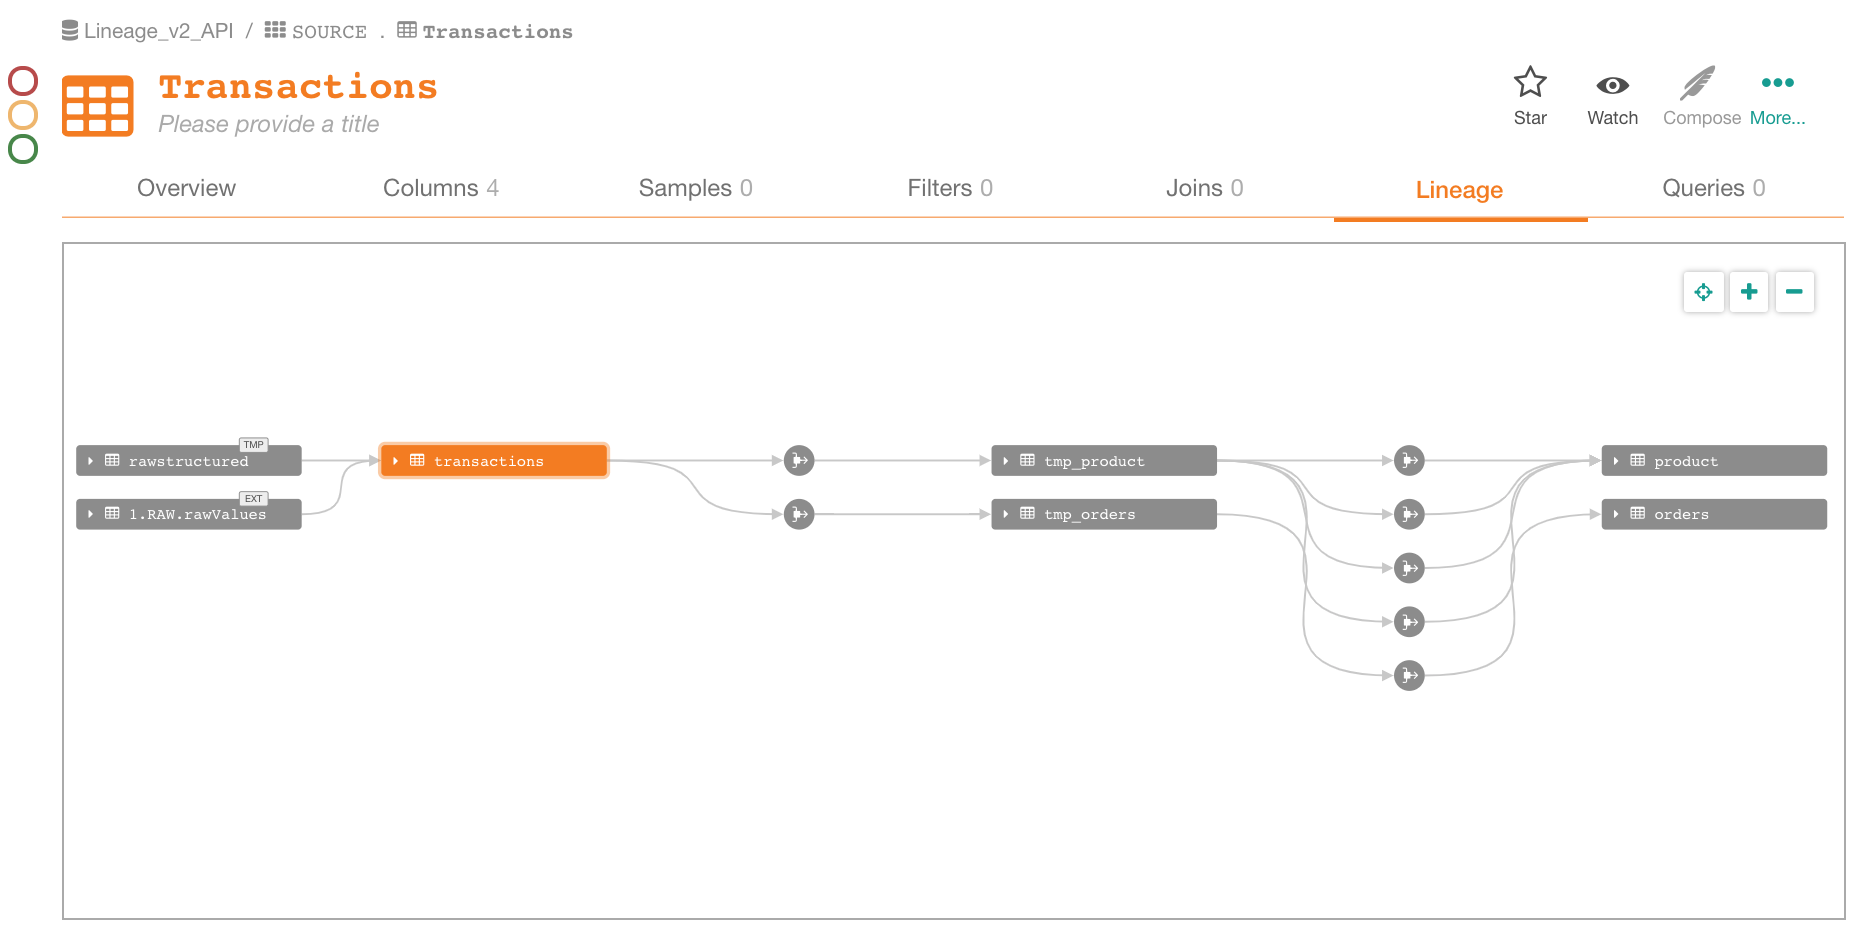 Lineage_v2_API / SOURCE . Transactions
Transactions
Please provide a title
Star Watch Compose More...
Overview Columns 4 Samples 0 Filters 0 Joins 0 Lineage Queries 0
TMP
rawstructured transactions tmp_product product
EXT
1.RAW.rawValues tmp_orders orders